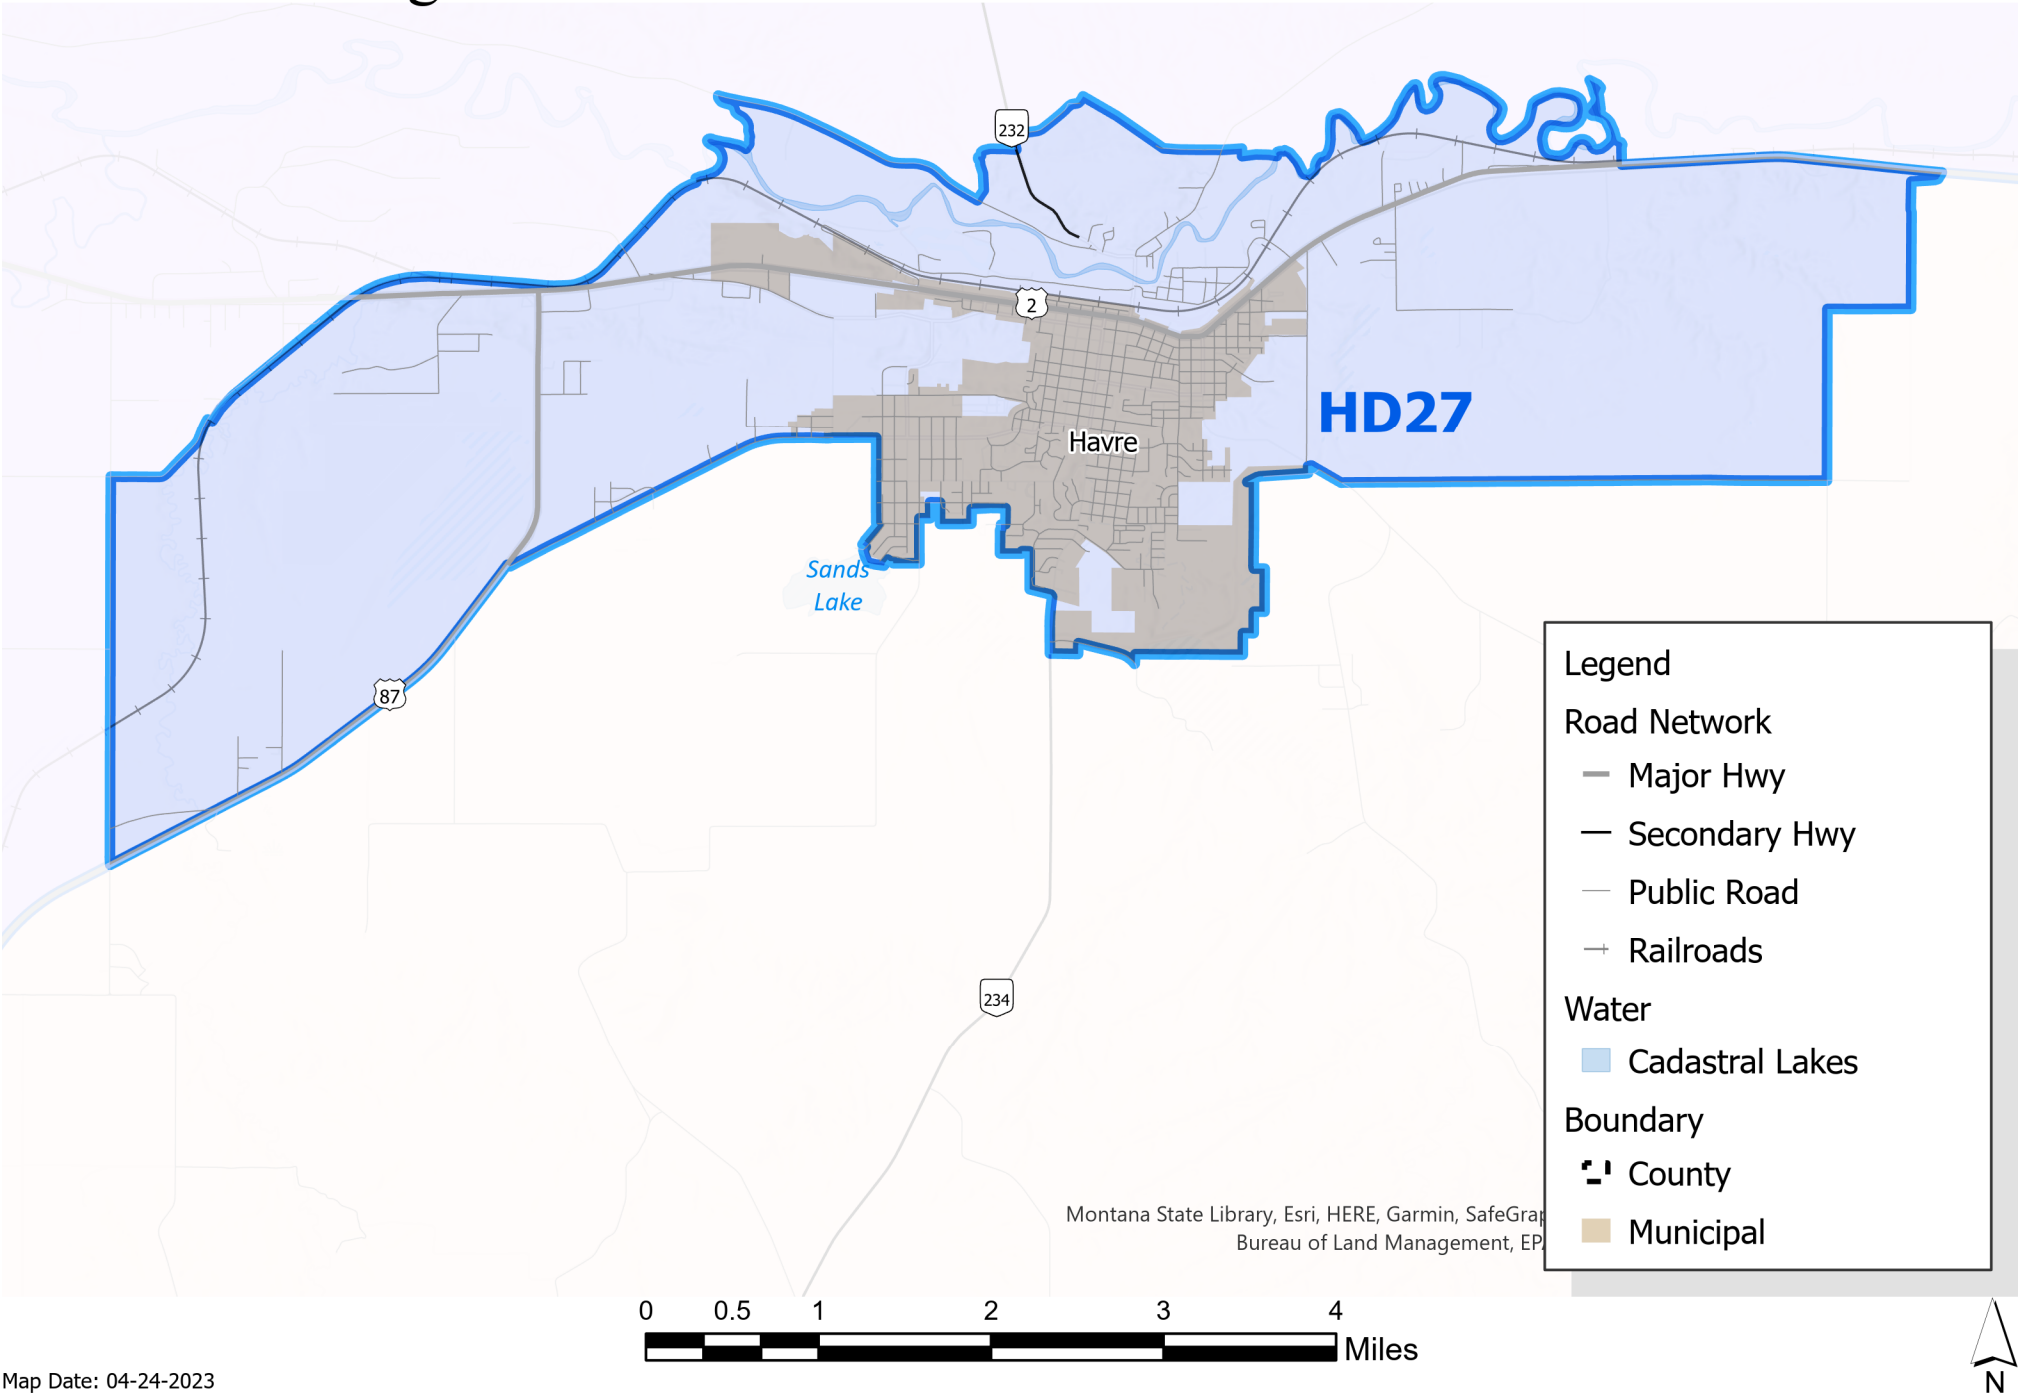 232
2
HD27
Havre
Sands
Lake
87
234
Legend
Road Network
Major Hwy
Secondary Hwy
Public Road
Railroads
Water
Cadastral Lakes
Boundary
County
Municipal
Montana State Library, Esri, HERE, Garmin,
Bureau of Land Management,
0 0.5 1 2 3 4
Miles
N
Map Date: 04-24-2023